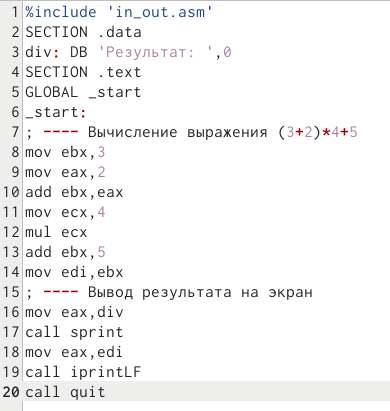 1 %include 'in_out.asm'
2 SECTION .data
3 div: DB 'Результат: ',0
4 SECTION .text
5 GLOBAL _start
6 _start:
7 ; ---- Вычисление выражения (3+2)*4+5
8 mov ebx,3
9 mov eax,2
10 add ebx,eax
11 mov ecx,4
12 mul ecx
13 add ebx,5
14 mov edi,ebx
15 ; ---- Вывод результата на экран
16 mov eax,div
17 call sprint
18 mov eax,edi
19 call iprintLF
20 call quit